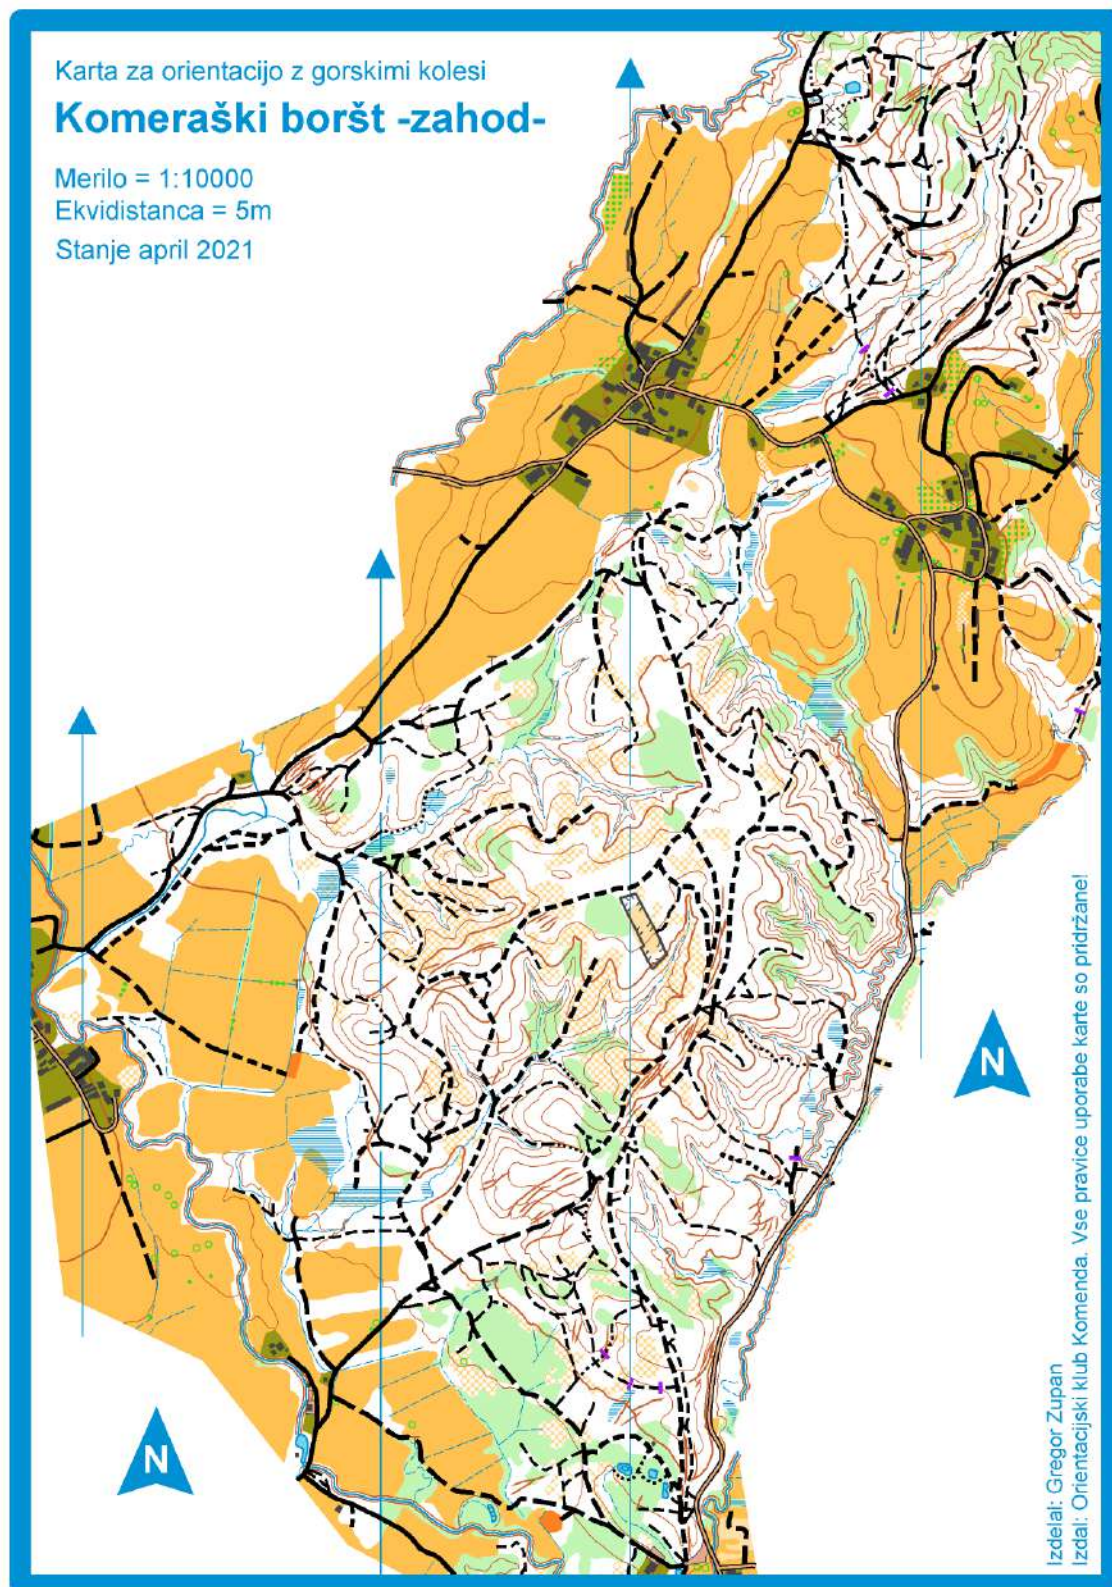 Karta za orientacijo z gorskimi kolesi
Komeraški boršt -zahod-
Merilo = 1:10000
Ekvidistanca = 5m
Stanje april 2021
N
N
Izdelal: Gregor Zupan
Izdal: Orientacijski klub Komenda. Vse pravice uporabe karte so pridržane!